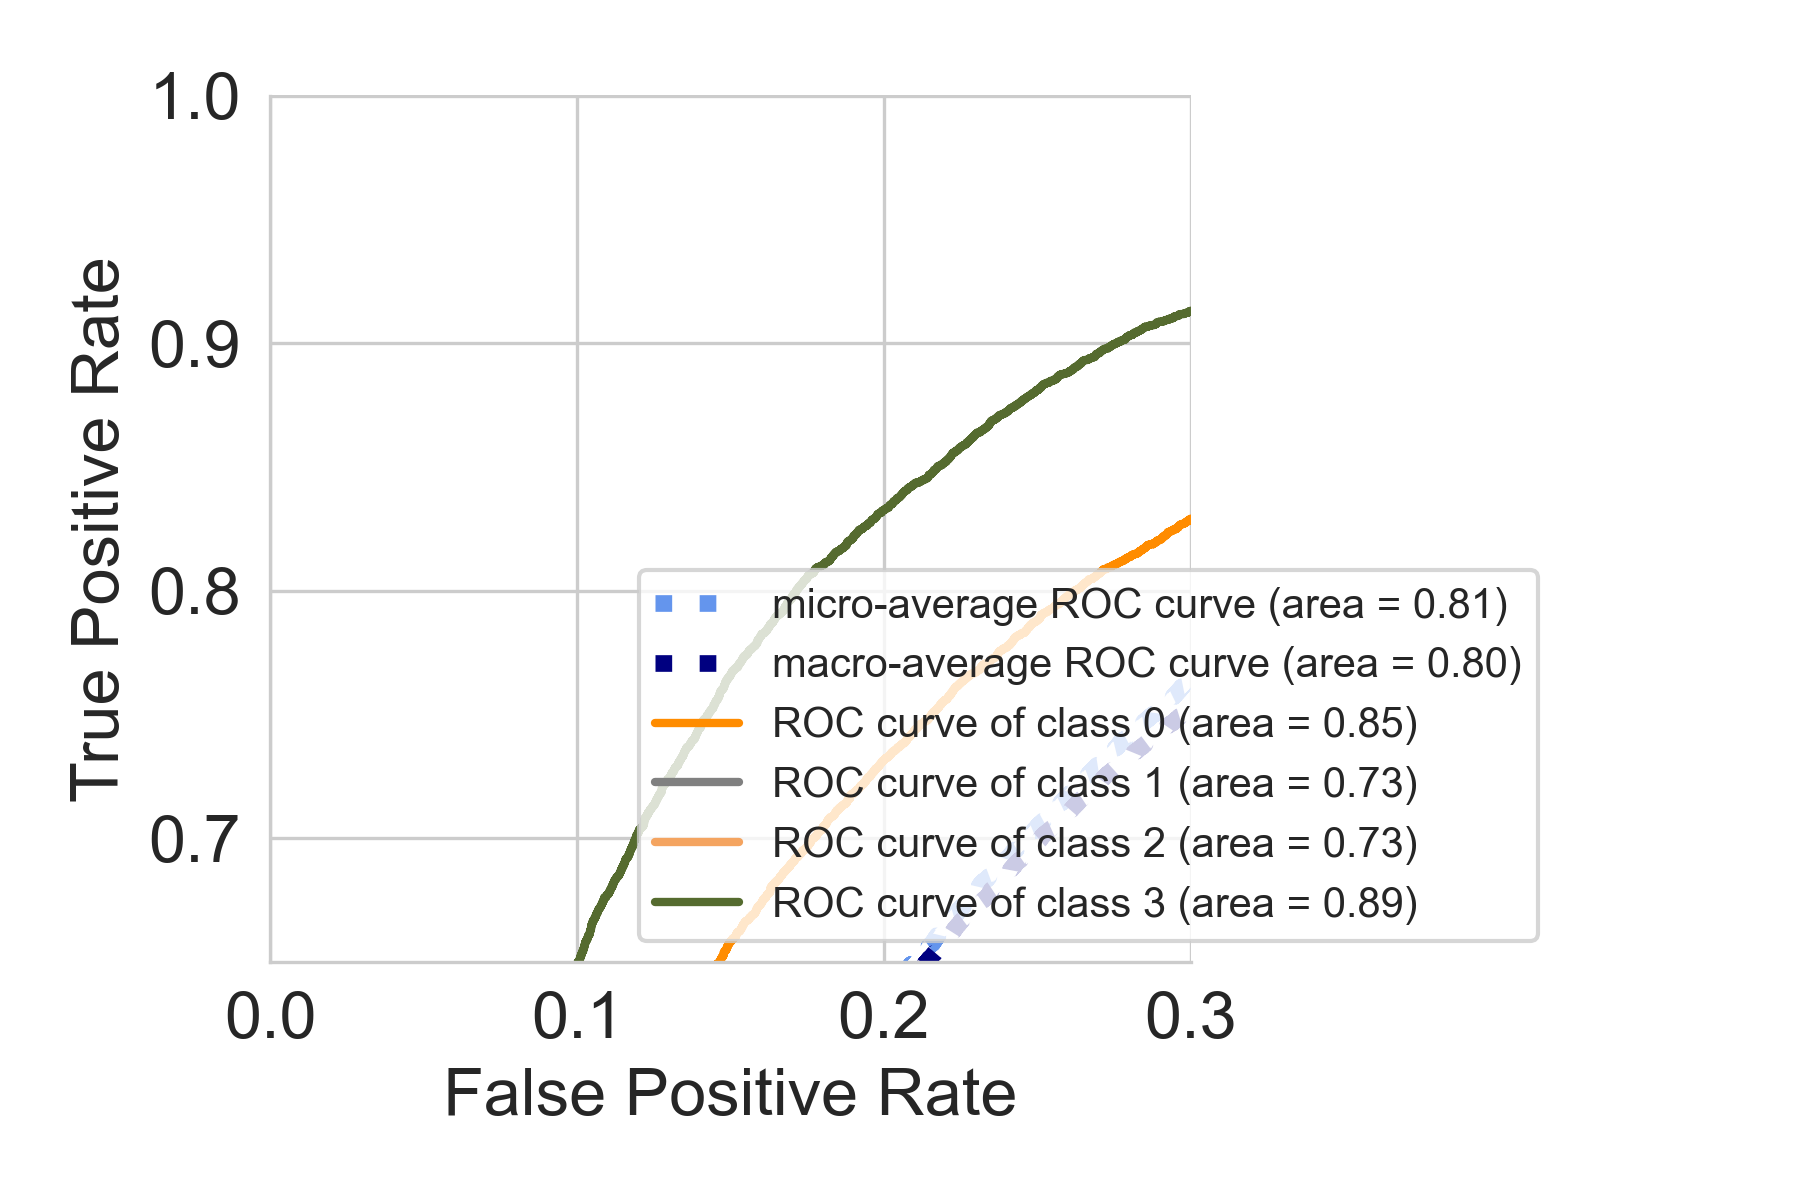 1.0
0.9
0.8
0.7
True Positive Rate
micro-average ROC curve (area = 0.81)
macro-average ROC curve (area = 0.80)
ROC curve of class 0 (area = 0.85)
ROC curve of class 1 (area = 0.73)
ROC curve of class 2 (area = 0.73)
ROC curve of class 3 (area = 0.89)
0.0 0.1 0.2 0.3
False Positive Rate